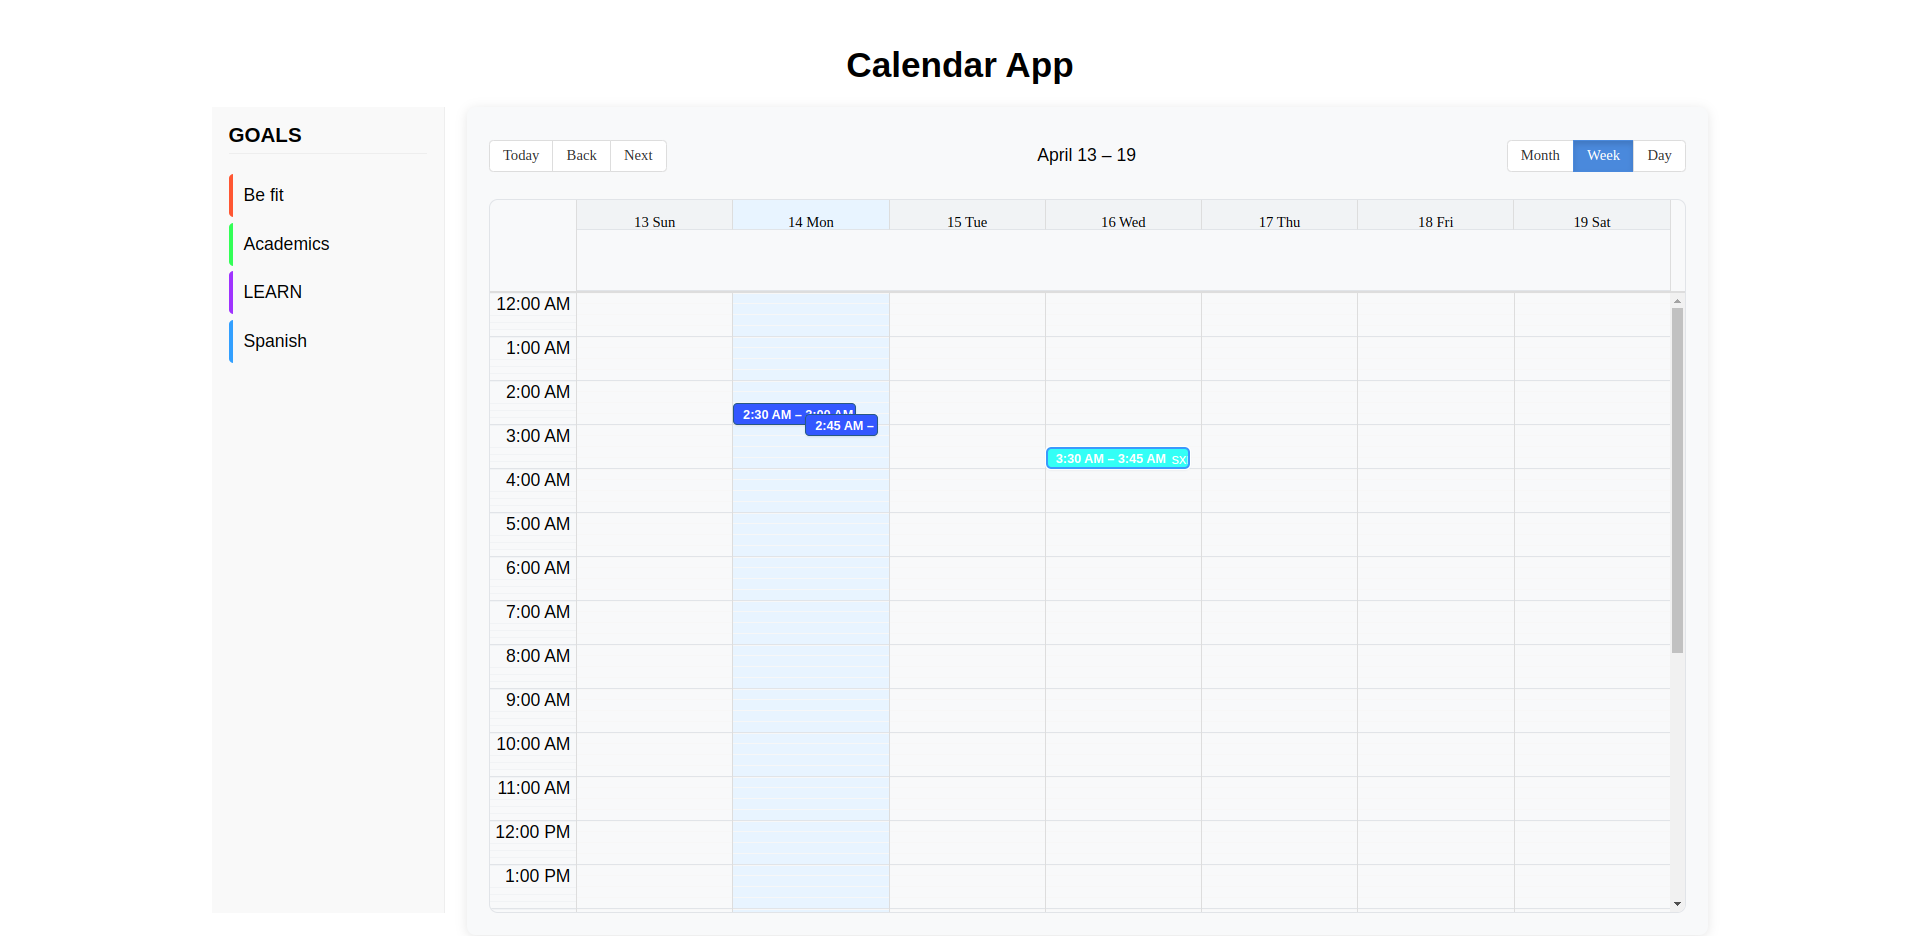 Calendar App
GOALS
Be fit
Academics
LEARN
Spanish
Today Back Next
April 13 – 19
Month Week Day
13 Sun 14 Mon 15 Tue 16 Wed 17 Thu 18 Fri 19 Sat
12:00 AM
1:00 AM
2:00 AM
2:30 AM – 3:00 AM
2:45 AM –
3:00 AM
3:30 AM – 3:45 AM sx
4:00 AM
5:00 AM
6:00 AM
7:00 AM
8:00 AM
9:00 AM
10:00 AM
11:00 AM
12:00 PM
1:00 PM